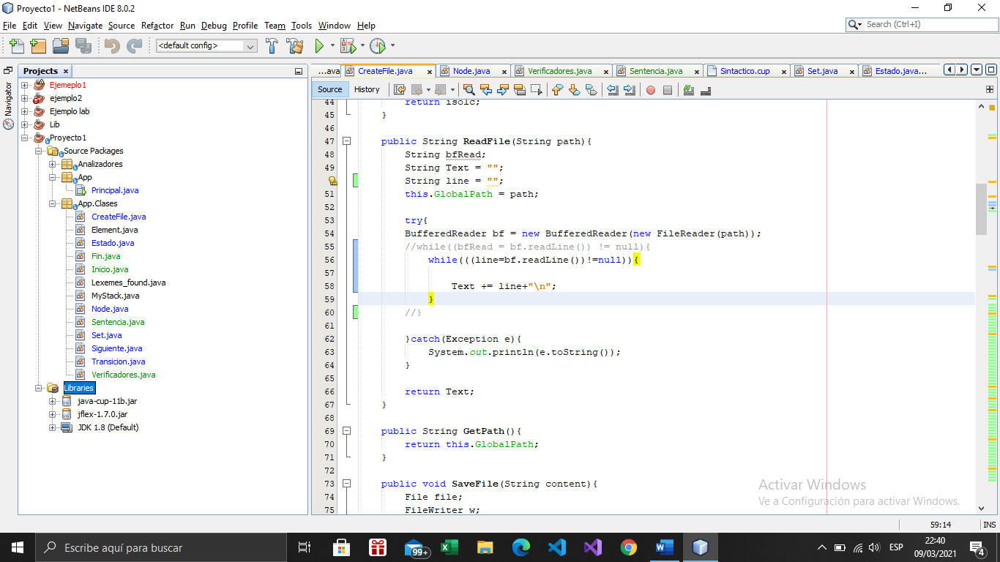 Proyecto1 - NetBeans IDE 8.0.2
File Edit View Navigate Source Refactor Run Debug Profile Team Tools Window Help
Search (Ctrl+I)
<default config>
Navigator
Projects
Ejemeplo1
ejemplo2
Ejemplo lab
Lib
Proyecto1
Source Packages
Analizadores
App
Principal.java
App.Clases
CreateFile.java
Element.java
Estado.java
Fin.java
Inicio.java
Lexemes_found.java
MyStack.java
Node.java
Sentencia.java
Set.java
Siguiente.java
Transicion.java
Verificadores.java
Libraries
java-cup-11b.jar
jflex-1.7.0.jar
JDK 1.8 (Default)
...ava CreateFile.java Node.java Verificadores.java Sentencia.java Sintactico.cup Set.java Estado.java...
Source History
44 return isolc;
45 }
46
47 public String ReadFile(String path){
48 String bfRead;
49 String Text = "";
String line = "";
51 this.GlobalPath = path;
52
53 try{
54 BufferedReader bf = new BufferedReader(new FileReader(path));
55 //while((bfRead = bf.readLine()) != null){
56 while(((line=bf.readLine())!=null)){
57
58 Text += line+"\n";
59 }
60 //}
61
62 }catch(Exception e){
63 System.out.println(e.toString());
64 }
65
66 return Text;
67 }
68
69 public String GetPath(){
70 return this.GlobalPath;
71 }
72
73 public void SaveFile(String content){
74 File file;
75 FileWriter w;
Activar Windows
Ve a Configuración para activar Windows.
59:14 INS
Escribe aquí para buscar
99+
ESP
22:40
09/03/2021
4